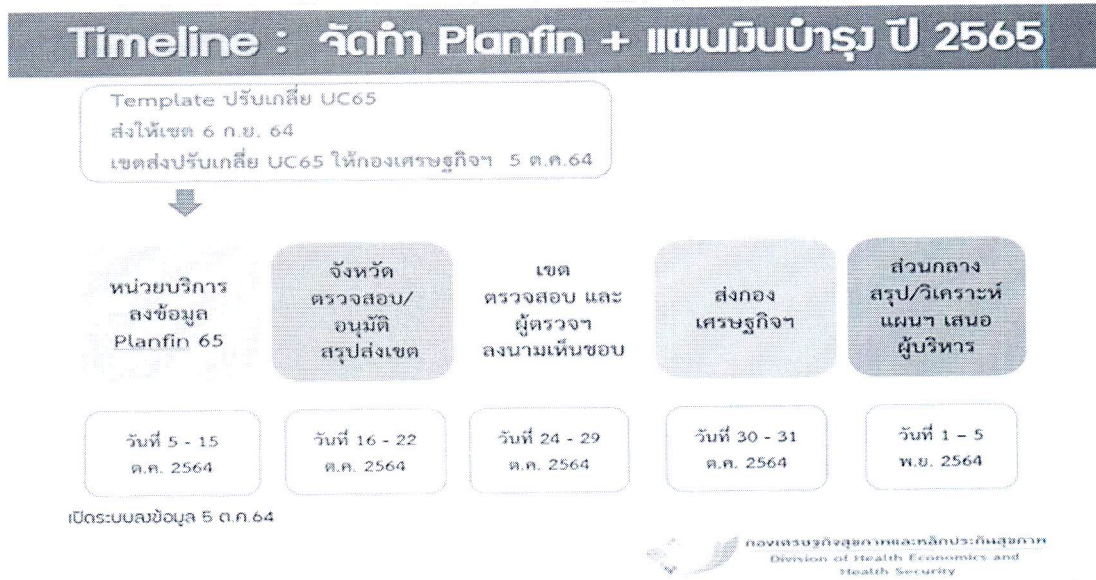 Timeline : จัดทำ Planfin + แผนเงินบำรุง ปี 2565
Template ปรับเกลี่ย UC65
ส่งให้เขต 6 ก.ย. 64
เขตส่งปรับเกลี่ย UC65 ให้กองเศรษฐกิจฯ 5 ต.ค.64
หน่วยบริการ
ลงข้อมูล
Planfin 65
จังหวัด
ตรวจสอบ/
อนุมัติ
สรุปส่งเขต
เขต
ตรวจสอบ และ
ผู้ตรวจฯ
ลงนามเห็นชอบ
ส่งกอง
เศรษฐกิจฯ
ส่วนกลาง
สรุป/วิเคราะห์
แผนฯ เสนอ
ผู้บริหาร
วันที่ 5 - 15
ต.ค. 2564
วันที่ 16 - 22
ต.ค. 2564
วันที่ 24 - 29
ต.ค. 2564
วันที่ 30 - 31
ต.ค. 2564
วันที่ 1 – 5
พ.ย. 2564
เปิดระบบลงข้อมูล 5 ต.ค.64
กองเศรษฐกิจสุขภาพและหลักประกันสุขภาพ
Division of Health Economics and
Health Security